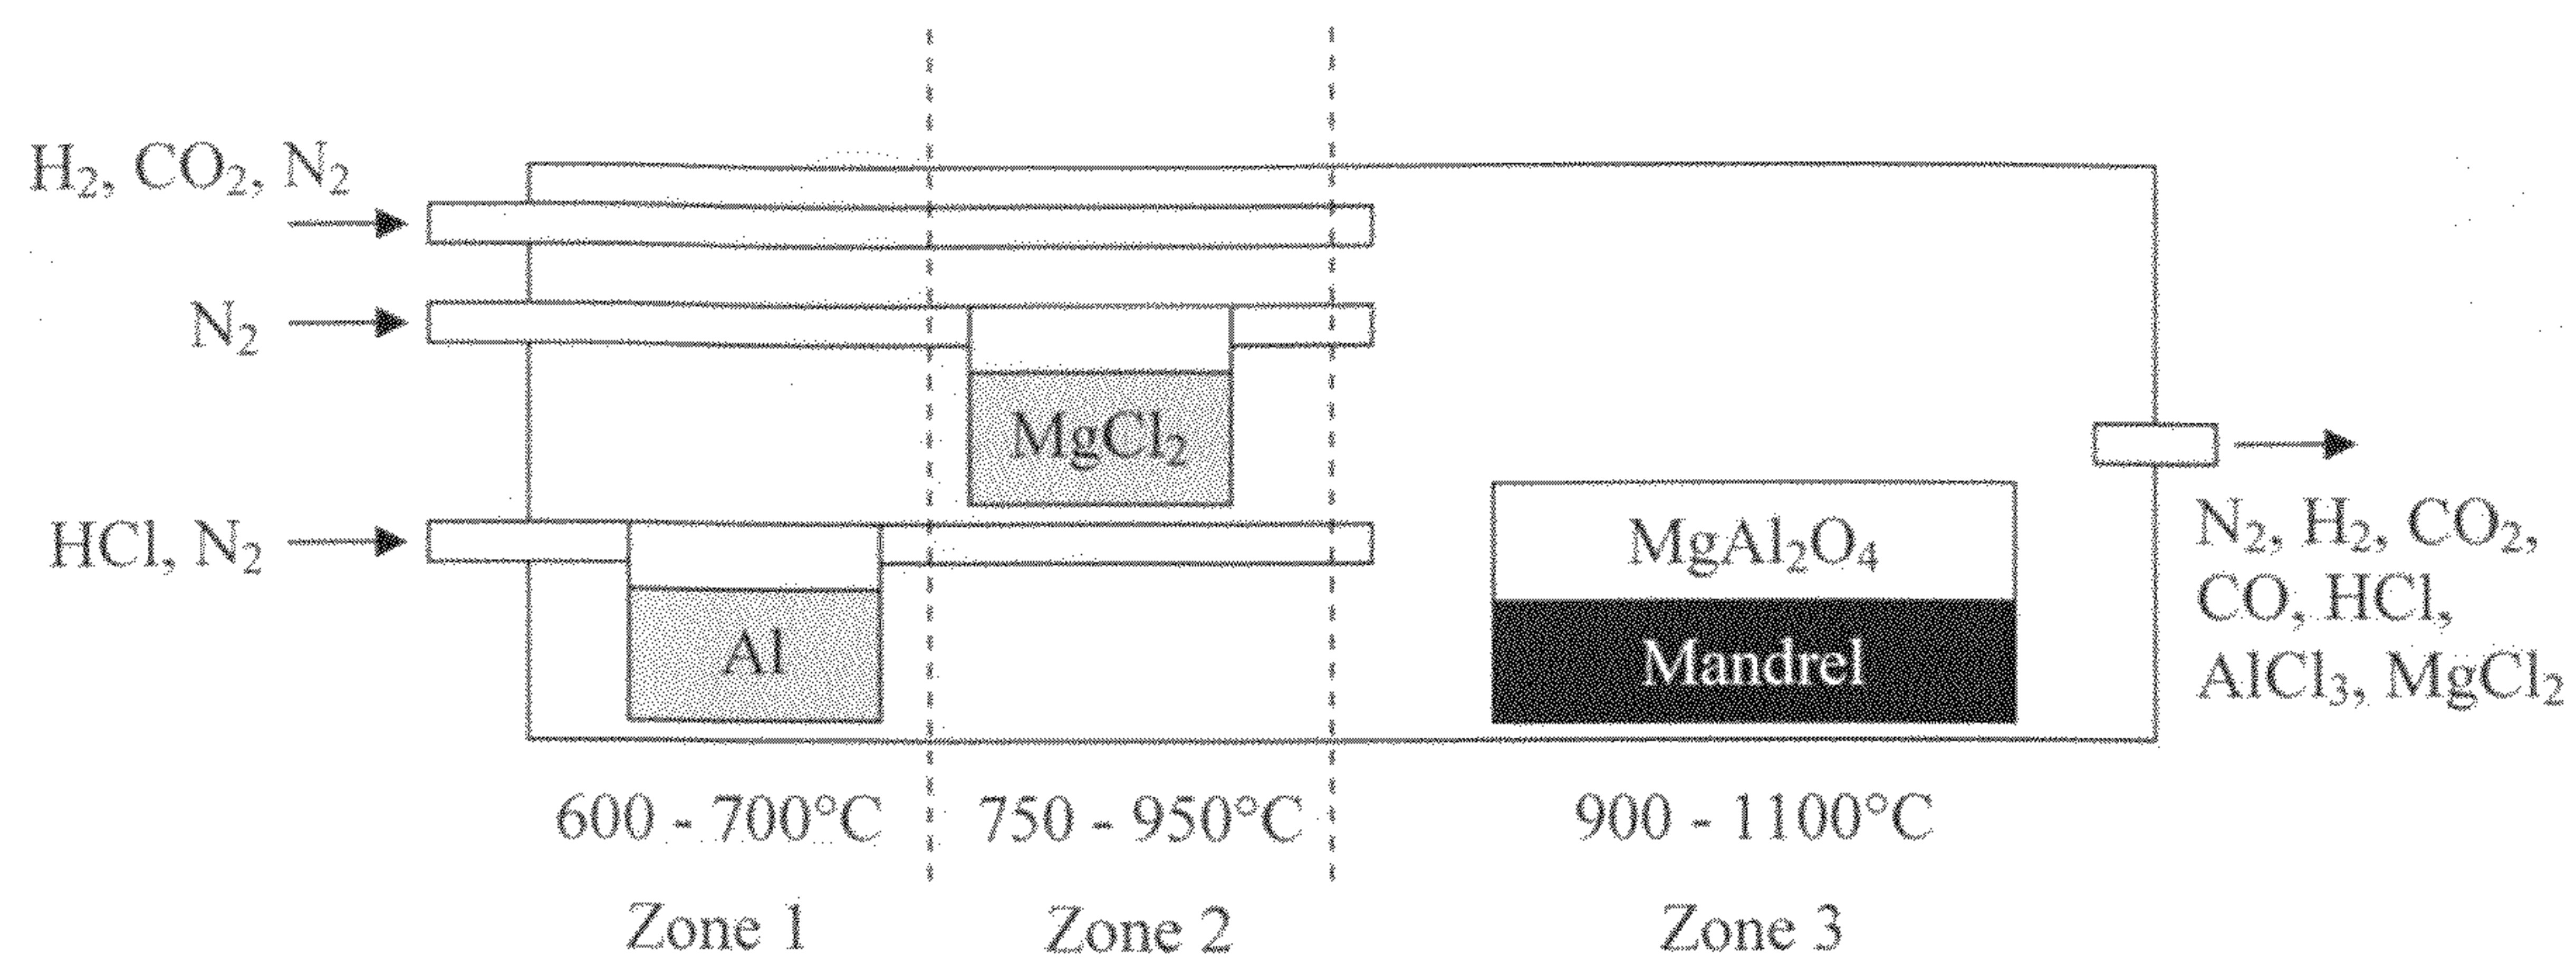 H₂, CO₂, N₂
N₂
MgCl₂
HCl, N₂
Al
MgAl₂O₄
Mandrel
N₂, H₂, CO₂,
CO, HCl,
AlCl₃, MgCl₂
600 - 700°C
750 - 950°C
900 - 1100°C
Zone 1
Zone 2
Zone 3